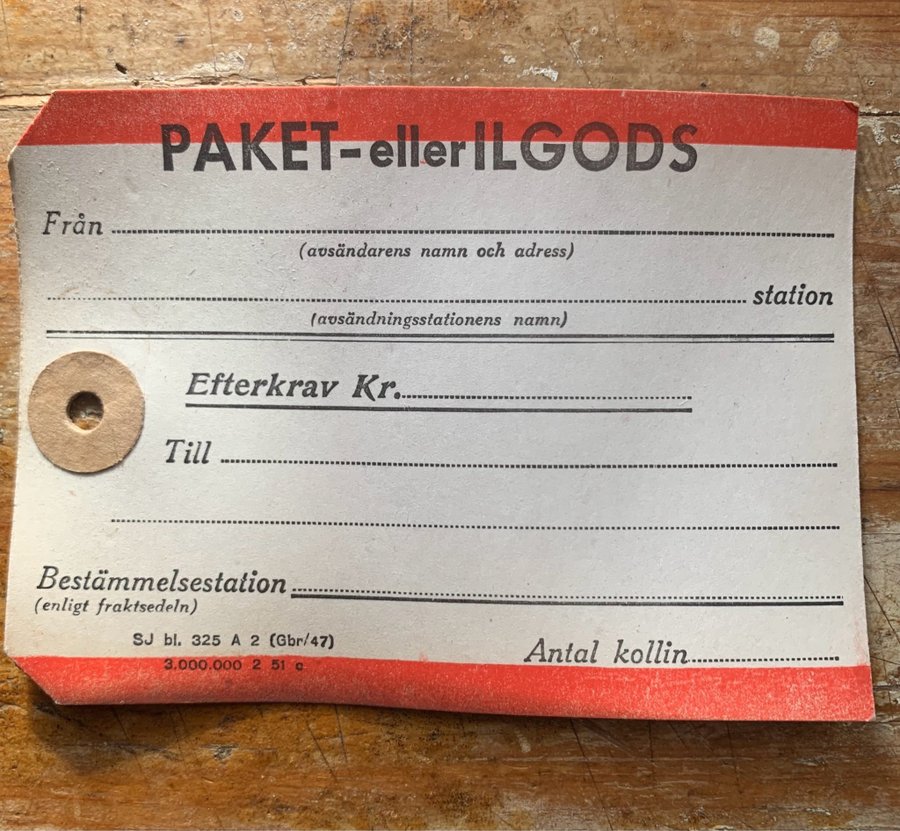 PAKET- eller ILGODS
Från
(avsändarens namn och adress)
station
(avsändningsstationens namn)
Efterkrav Kr.
Till
Bestämmelsestation
(enligt fraktsedeln)
SJ bl. 325 A 2 (Gbr/47)
3.000.000 2 51 c
Antal kollin